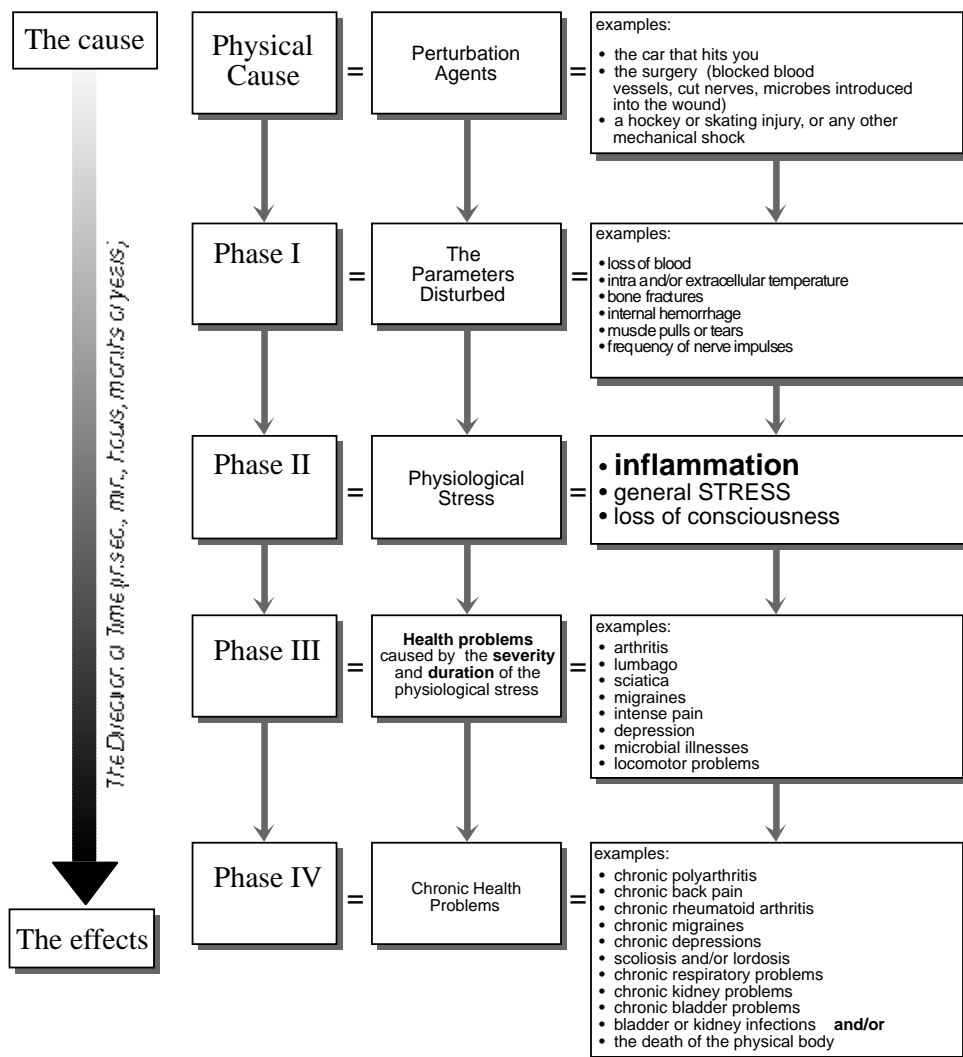 The cause
The Time sec., min., hours, months years
The effects
Physical
Cause
=
Perturbation
Agents
=
examples:
• the car that hits you
• the surgery (blocked blood
vessels, cut nerves, microbes introduced
into the wound)
• a hockey or skating injury, or any other
mechanical shock
Phase I
=
The
Parameters
Disturbed
=
examples:
• loss of blood
• intra and/or extracellular temperature
• bone fractures
• internal hemorrhage
• muscle pulls or tears
• frequency of nerve impulses
Phase II
=
Physiological
Stress
=
• inflammation
• general STRESS
• loss of consciousness
Phase III
=
Health problems
caused by the severity
and duration of the
physiological stress
=
examples:
• arthritis
• lumbago
• sciatica
• migraines
• intense pain
• depression
• microbial illnesses
• locomotor problems
Phase IV
=
Chronic Health
Problems
=
examples:
• chronic polyarthritis
• chronic back pain
• chronic rheumatoid arthritis
• chronic migraines
• chronic depressions
• scoliosis and/or lordosis
• chronic respiratory problems
• chronic kidney problems
• chronic bladder problems
• bladder or kidney infections and/or
• the death of the physical body